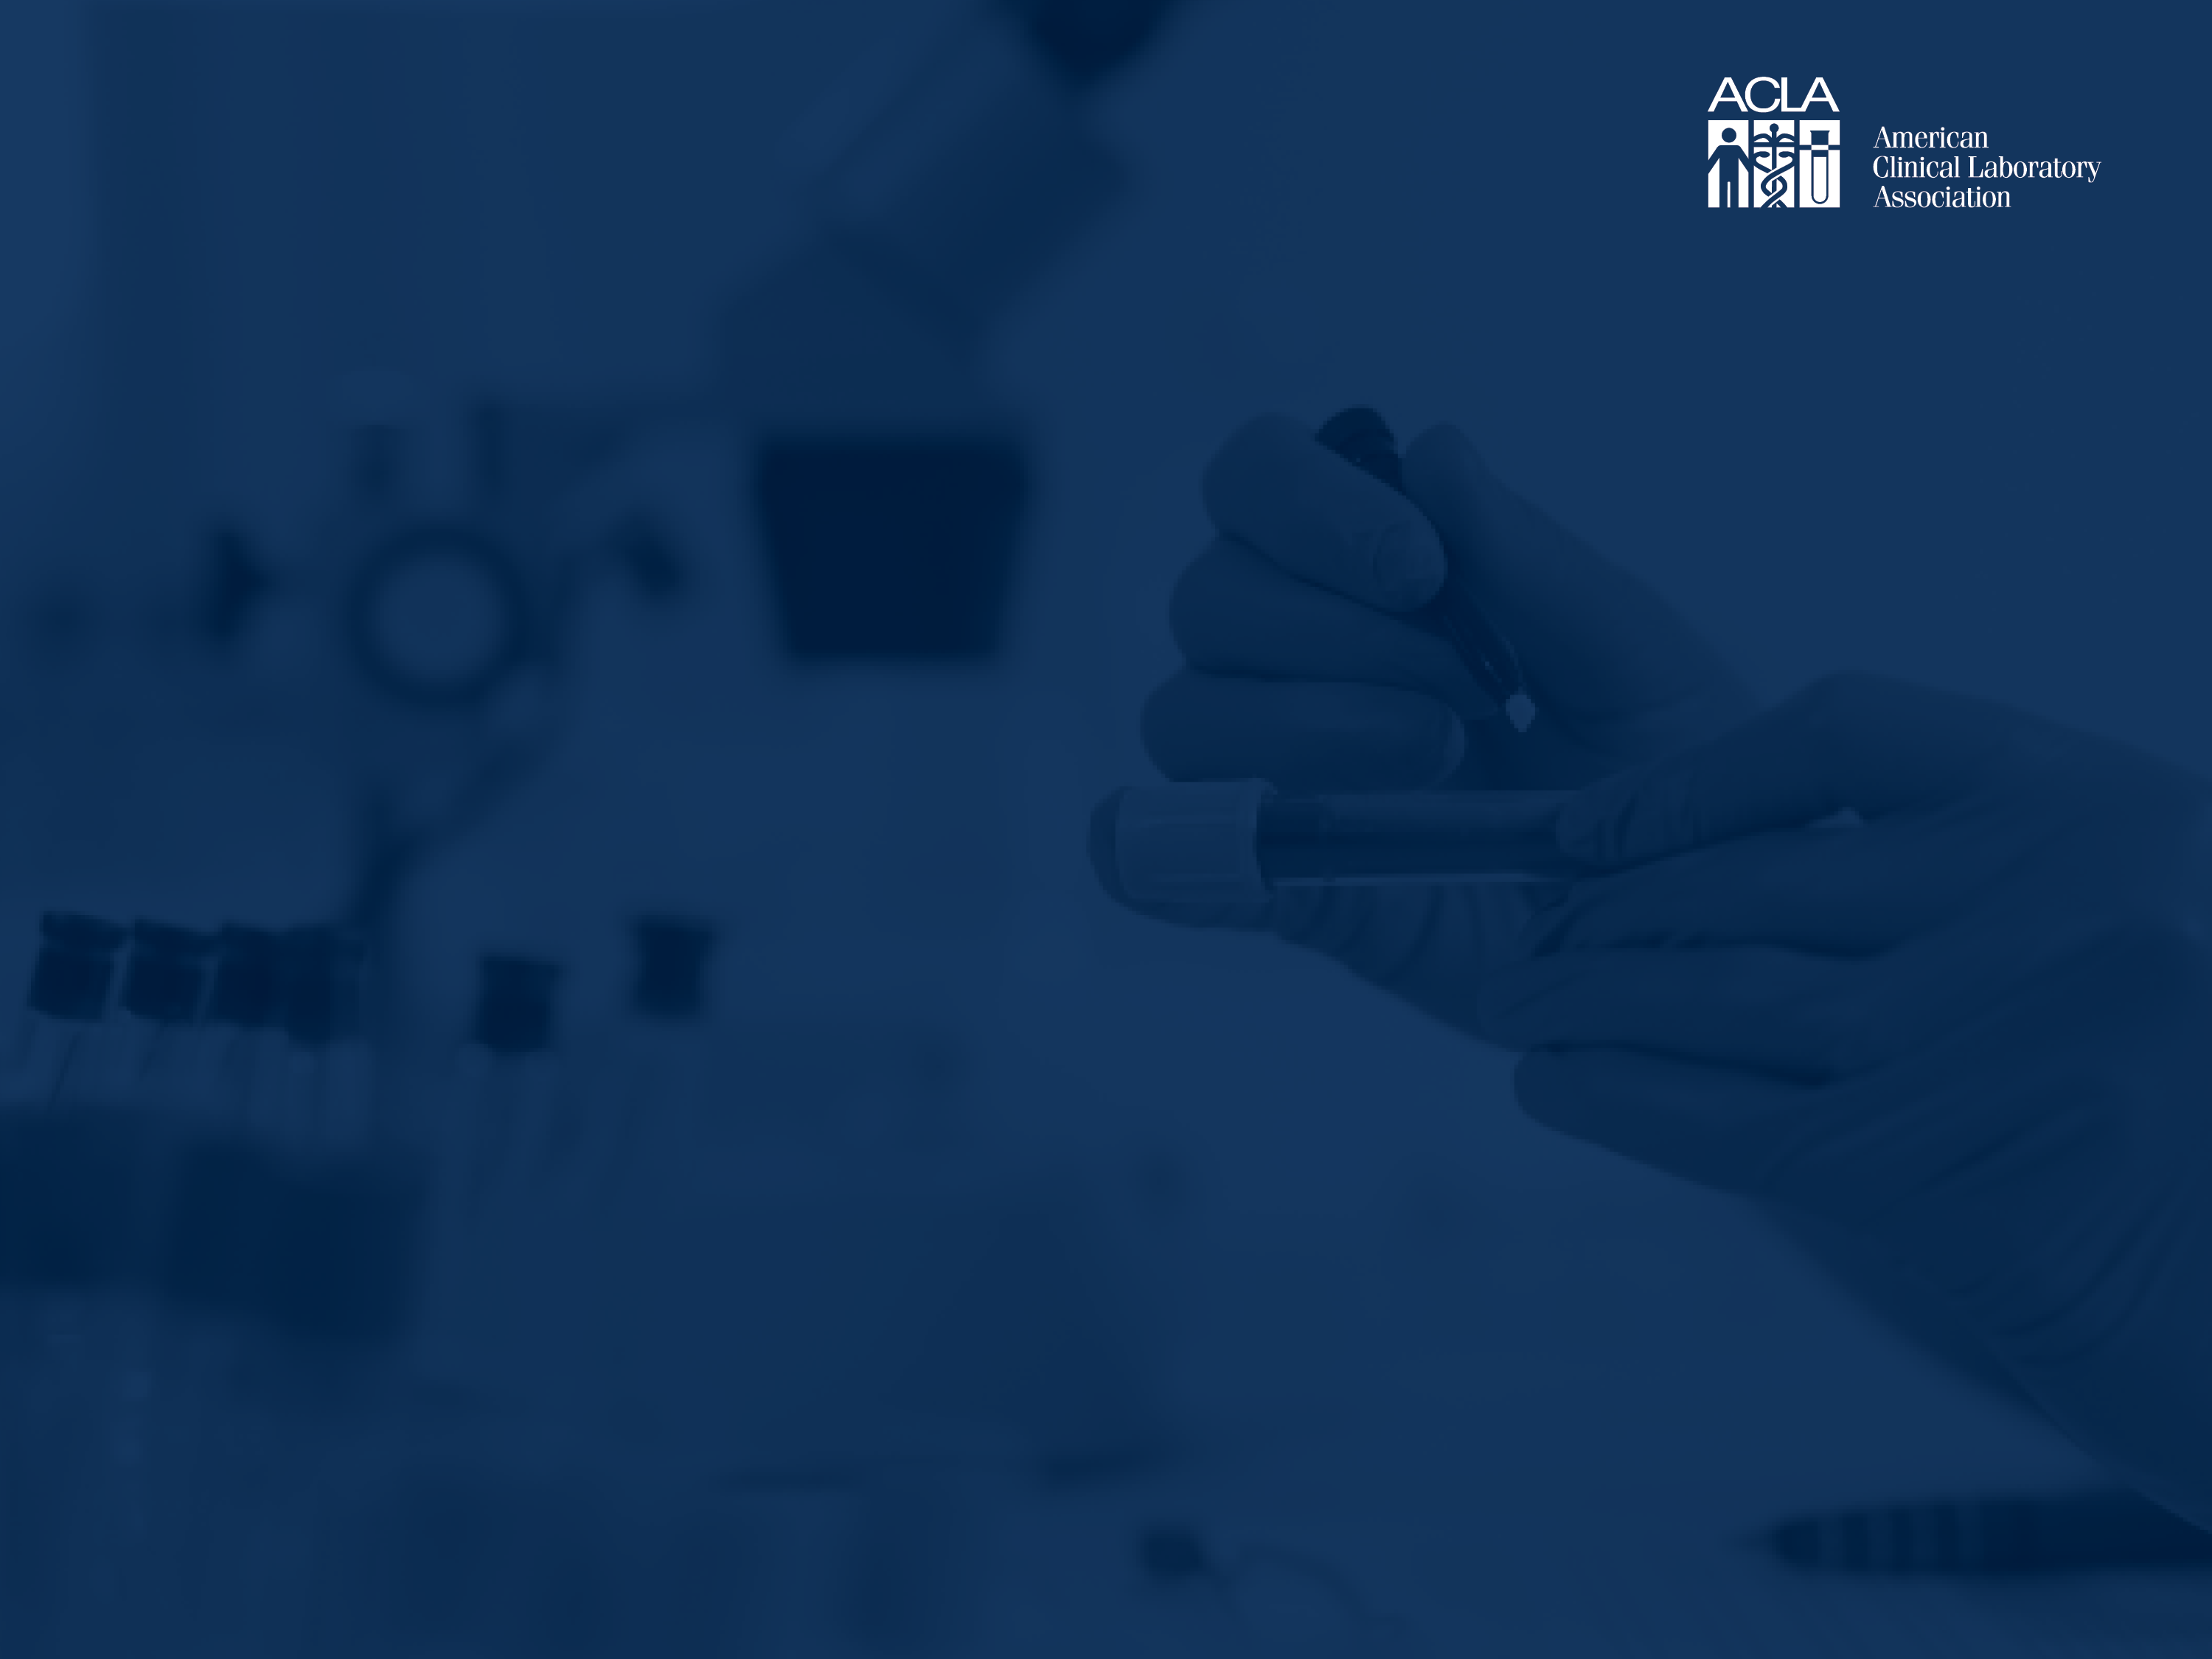 ACLA
American
Clinical Laboratory
Association